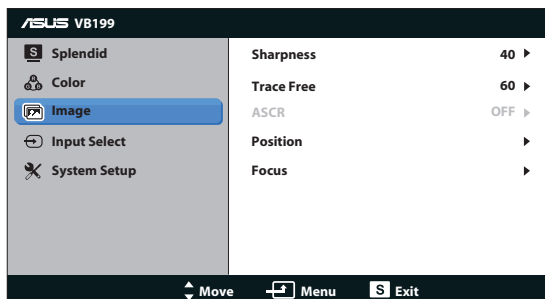 ASUS VB199
S Splendid
Color
Image
Input Select
System Setup
Sharpness 40
Trace Free 60
ASCR OFF
Position
Focus
Move Menu S Exit